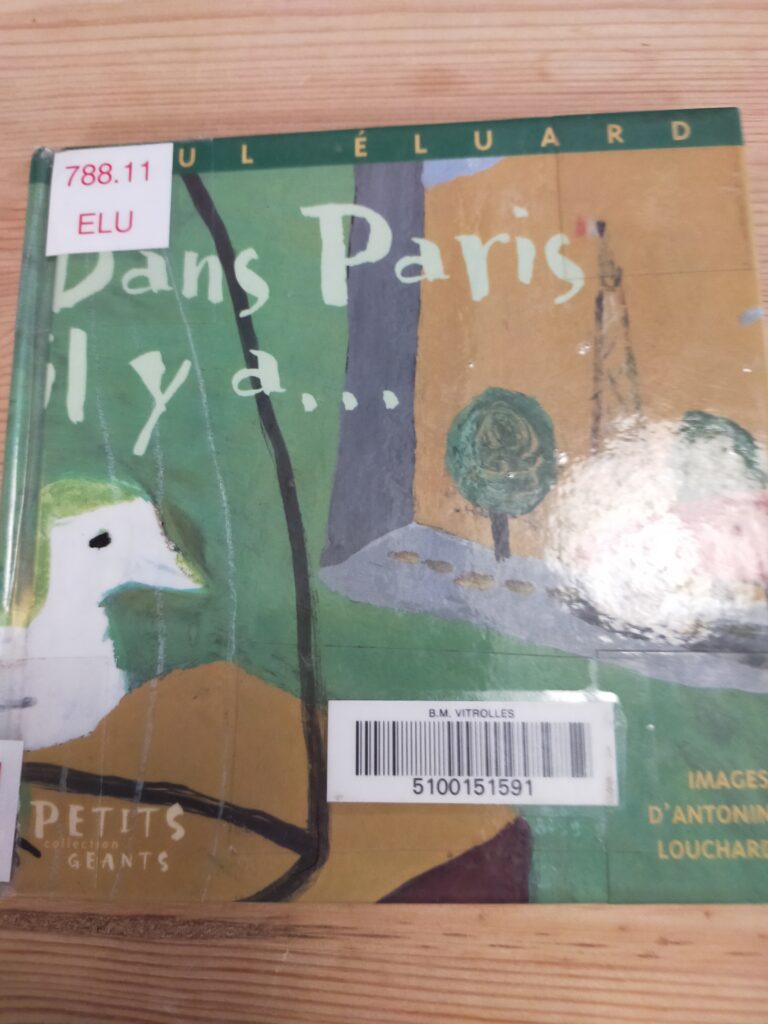 UL ÉLUARD
788.11
ELU
Dans Paris
il y a...
B.M. VITROLLES
5100151591
IMAGES
D'ANTONIN
LOUCHARD
PETITS
collection
GEANTS